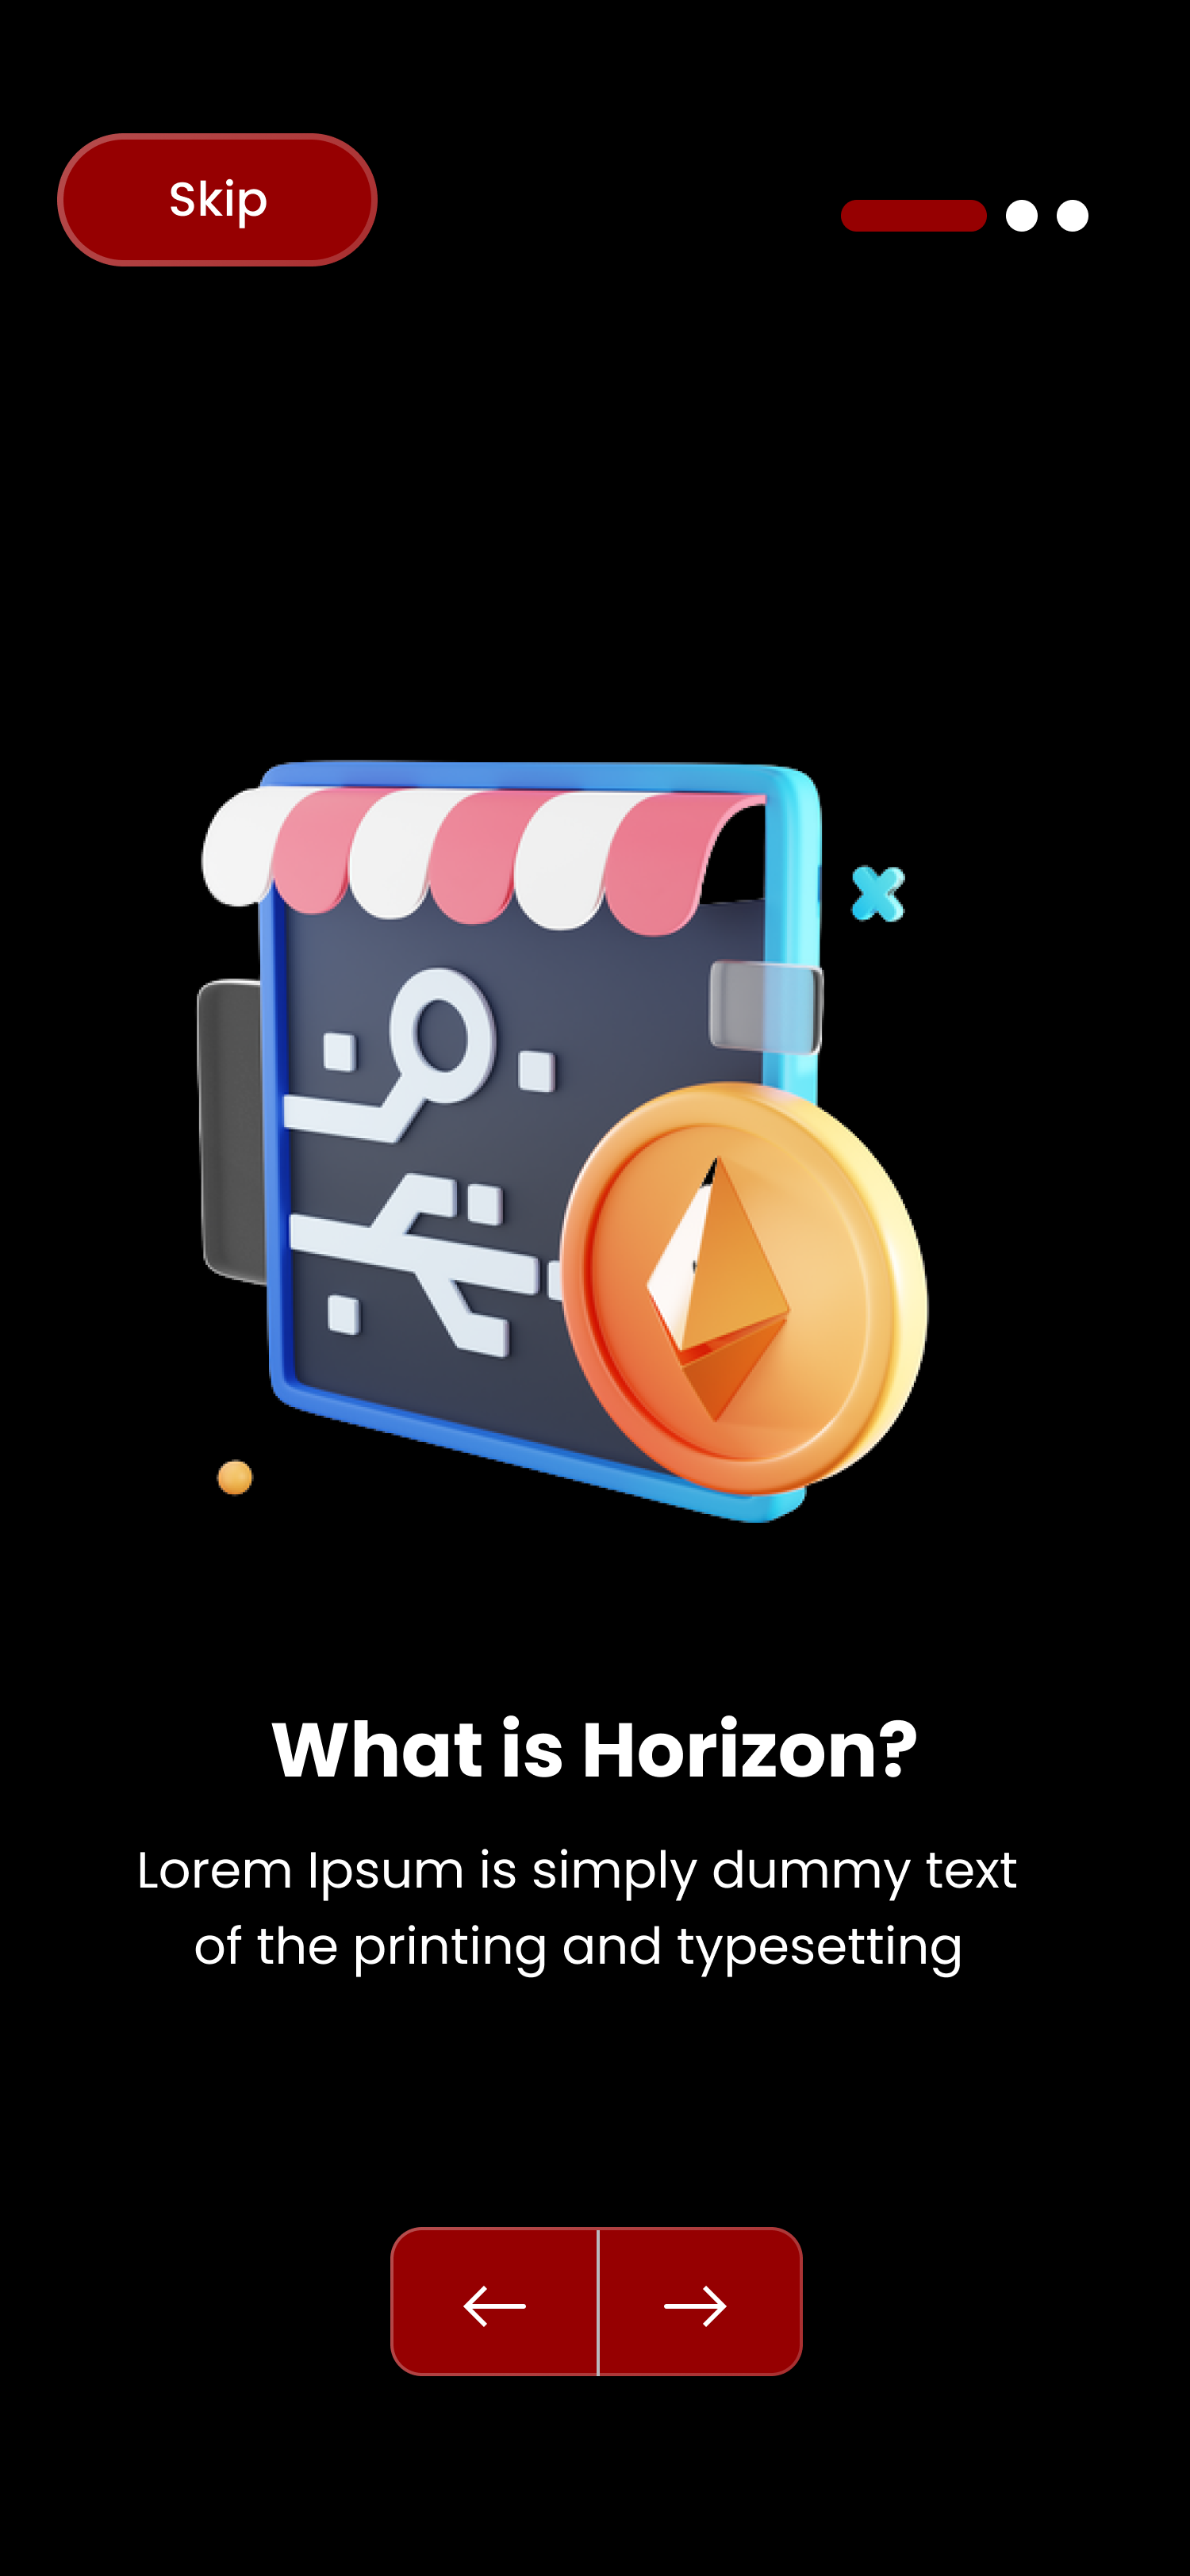 Skip
What is Horizon?
Lorem Ipsum is simply dummy text
of the printing and typesetting